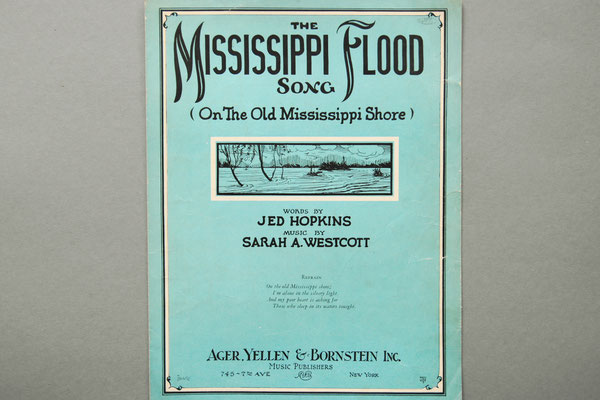 THE
MISSISSIPPI FLOOD
SONG
(On The Old Mississippi Shore)
WORDS BY
JED HOPKINS
MUSIC BY
SARAH A. WESTCOTT
REFRAIN
On the old Mississippi shore;
I'm alone in the silvery light
And my poor heart is aching for
Those who sleep in its waters tonight.
AGER, YELLEN & BORNSTEIN INC.
MUSIC PUBLISHERS
745-7TH AVE NEW YORK